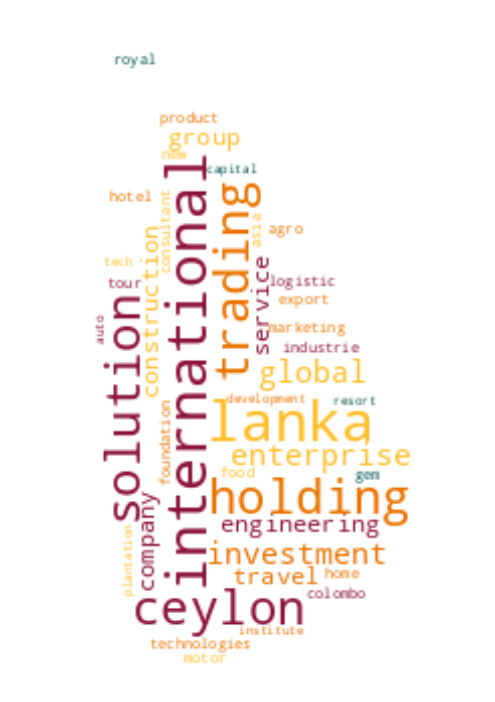 royal
product
group
new
capital
hotel
consultant
international
trading
asia
agro
construction
tech
tour
service
logistic
export
auto
solution
marketing
industrie
global
development
resort
lanka
foundation
enterprise
food
gem
holding
company
engineering
plantation
investment
travel
home
ceylon
colombo
institute
technologies
motor